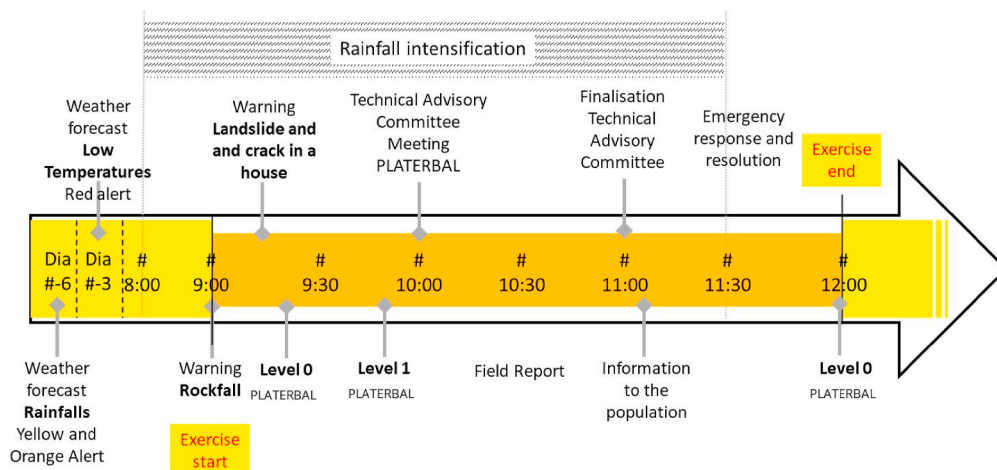 Rainfall intensification
Weather
forecast
Low
Temperatures
Red alert
Warning
Landslide and
and crack in a
house
Technical Advisory
Committee
Meeting
PLATERBAL
Finalisation
Technical
Advisory
Committee
Emergency
response and
resolution
Exercise
end
Dia
#-6
Dia
#-3
#
8:00
#
9:00
#
9:30
#
10:00
#
10:30
#
11:00
#
11:30
#
12:00
Weather
forecast
Rainfalls
Yellow and
Orange Alert
Warning
Rockfall
Exercise
start
Level 0
PLATERBAL
Level 1
PLATERBAL
Field Report
Information
to the
population
Level 0
PLATERBAL